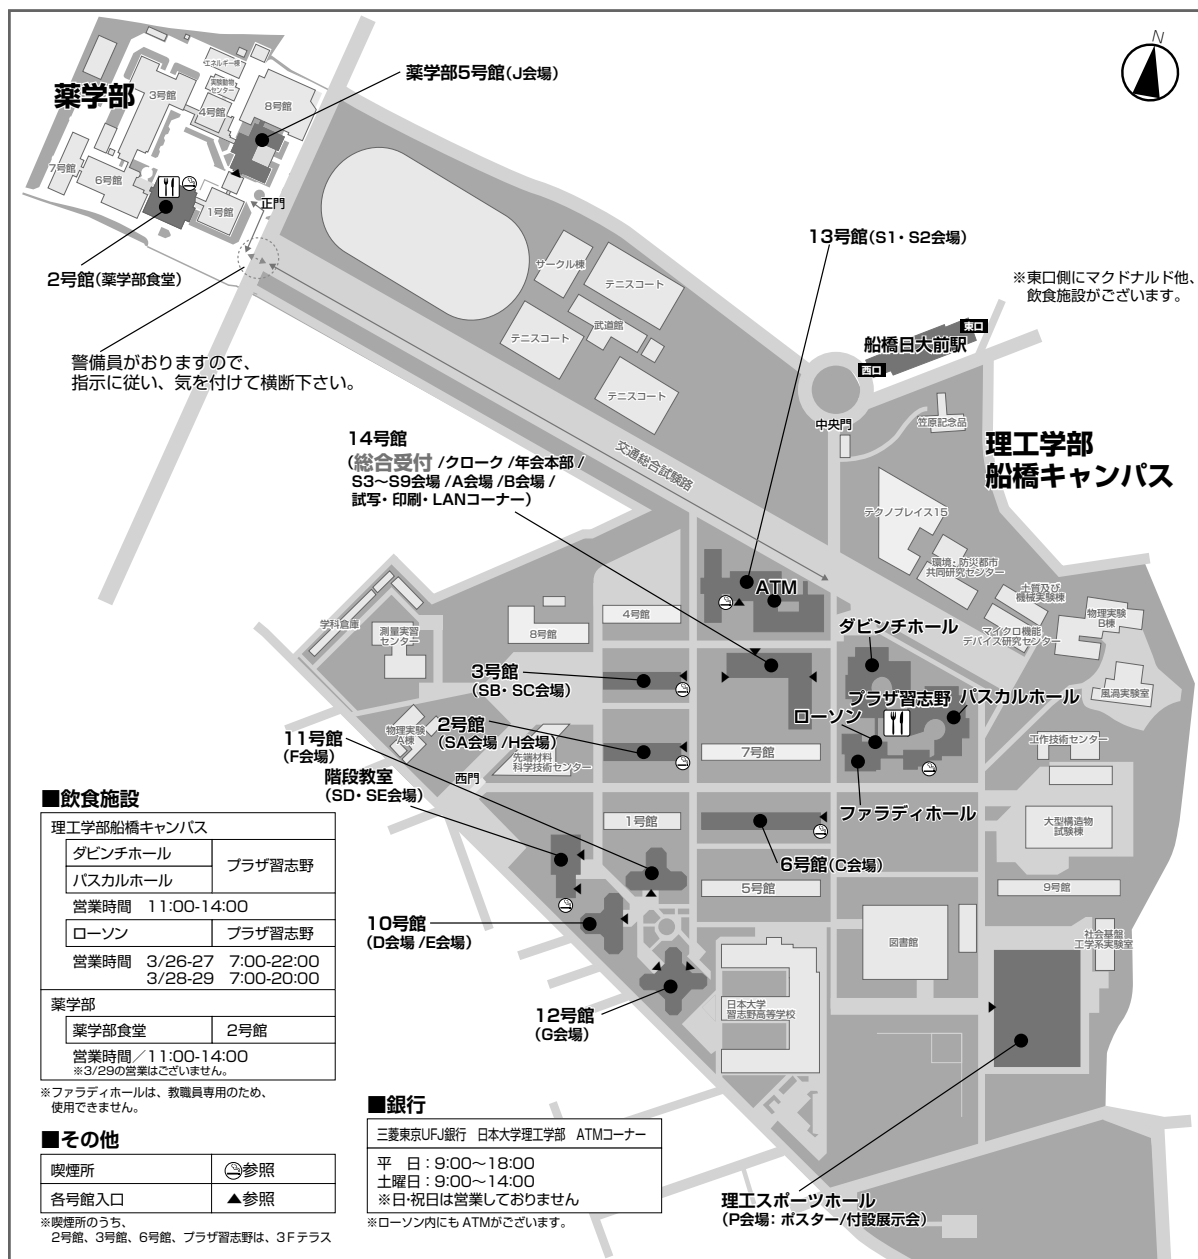 N
薬学部
エネルギー棟
実験動物
センター
3号館
4号館
8号館
7号館
6号館
1号館
正門
薬学部5号館(J会場)
2号館(薬学部食堂)
警備員がおりますので、
指示に従い、気を付けて横断下さい。
サークル棟
テニスコート
武道館
テニスコート
テニスコート
13号館(S1・S2会場)
※東口側にマクドナルド他、
飲食施設がございます。
東口
船橋日大前駅
西口
中央門
笠原記念品
理工学部
船橋キャンパス
交通総合試験路
14号館
(総合受付 /クローク /年会本部 /
S3～S9会場 /A会場 /B会場 /
試写・印刷・LANコーナー)
テクノプレイス15
環境・防災都市
共同研究センター
土質及び
機械実験棟
マイクロ機能
デバイス研究センター
物理実験
B棟
風渦実験室
工作技術センター
大型構造物
試験棟
9号館
社会基盤
工学系実験室
ATM
学科倉庫
測量実習
センター
8号館
4号館
ダビンチホール
プラザ習志野
パスカルホール
ローソン
ファラディホール
3号館
(SB・SC会場)
2号館
(SA会場 /H会場)
11号館
(F会場)
階段教室
(SD・SE会場)
物理実験
A棟
先端材料
科学技術センター
西門
7号館
1号館
6号館(C会場)
5号館
10号館
(D会場 /E会場)
12号館
(G会場)
日本大学
習志野高等学校
図書館
理工スポーツホール
(P会場: ポスター/付設展示会)
■飲食施設
理工学部船橋キャンパス
ダビンチホール
プラザ習志野
パスカルホール
営業時間 11:00-14:00
ローソン プラザ習志野
営業時間 3/26-27 7:00-22:00
3/28-29 7:00-20:00
薬学部
薬学部食堂 2号館
営業時間／11:00-14:00
※3/29の営業はございません。
※ファラディホールは、教職員専用のため、
使用できません。
■その他
喫煙所 参照
各号館入口 ▲参照
※喫煙所のうち、
2号館、3号館、6号館、プラザ習志野は、3Fテラス
■銀行
三菱東京UFJ銀行 日本大学理工学部 ATMコーナー
平 日：9:00～18:00
土曜日：9:00～14:00
※日・祝日は営業しておりません
※ローソン内にも ATMがございます。